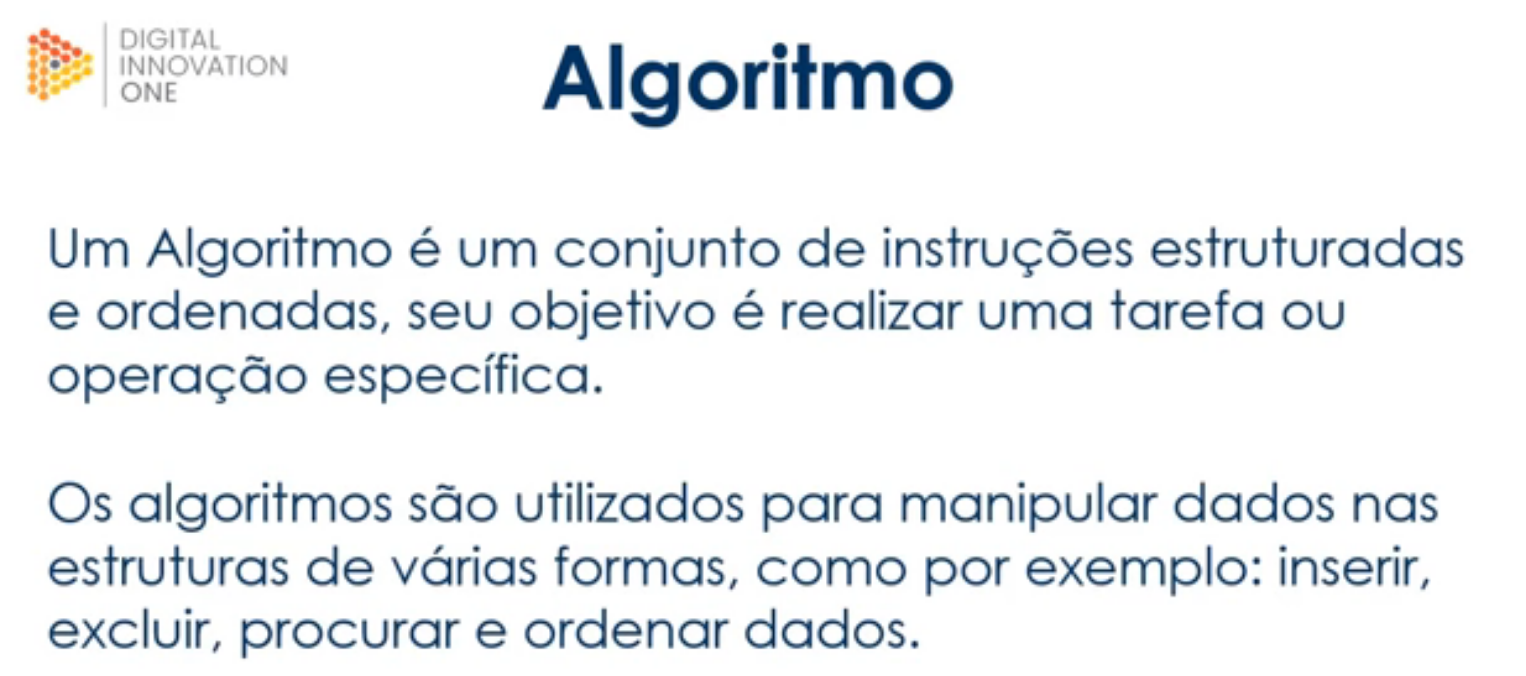 DIGITAL
INNOVATION
ONE
Algoritmo
Um Algoritmo é um conjunto de instruções estruturadas
e ordenadas, seu objetivo é realizar uma tarefa ou
operação específica.
Os algoritmos são utilizados para manipular dados nas
estruturas de várias formas, como por exemplo: inserir,
excluir, procurar e ordenar dados.